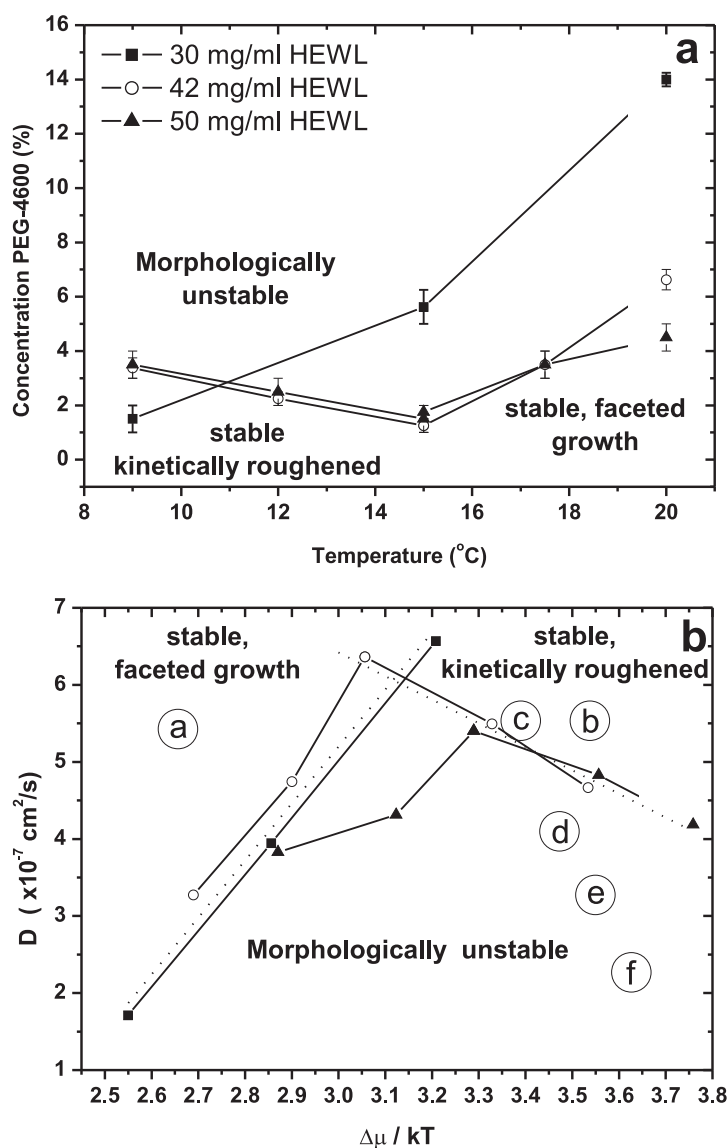 a
30 mg/ml HEWL
42 mg/ml HEWL
50 mg/ml HEWL
Morphologically
unstable
stable
kinetically roughened
stable, faceted
growth
Concentration PEG-4600 (%)
16
14
12
10
8
6
4
2
0
8 10 12 14 16 18 20
Temperature (°C)
b
stable,
faceted growth
stable,
kinetically roughened
a
c b
d
e
f
Morphologically unstable
D ( x10⁻⁷ cm²/s)
7
6
5
4
3
2
1
2.5 2.6 2.7 2.8 2.9 3.0 3.1 3.2 3.3 3.4 3.5 3.6 3.7 3.8
Δμ / kT